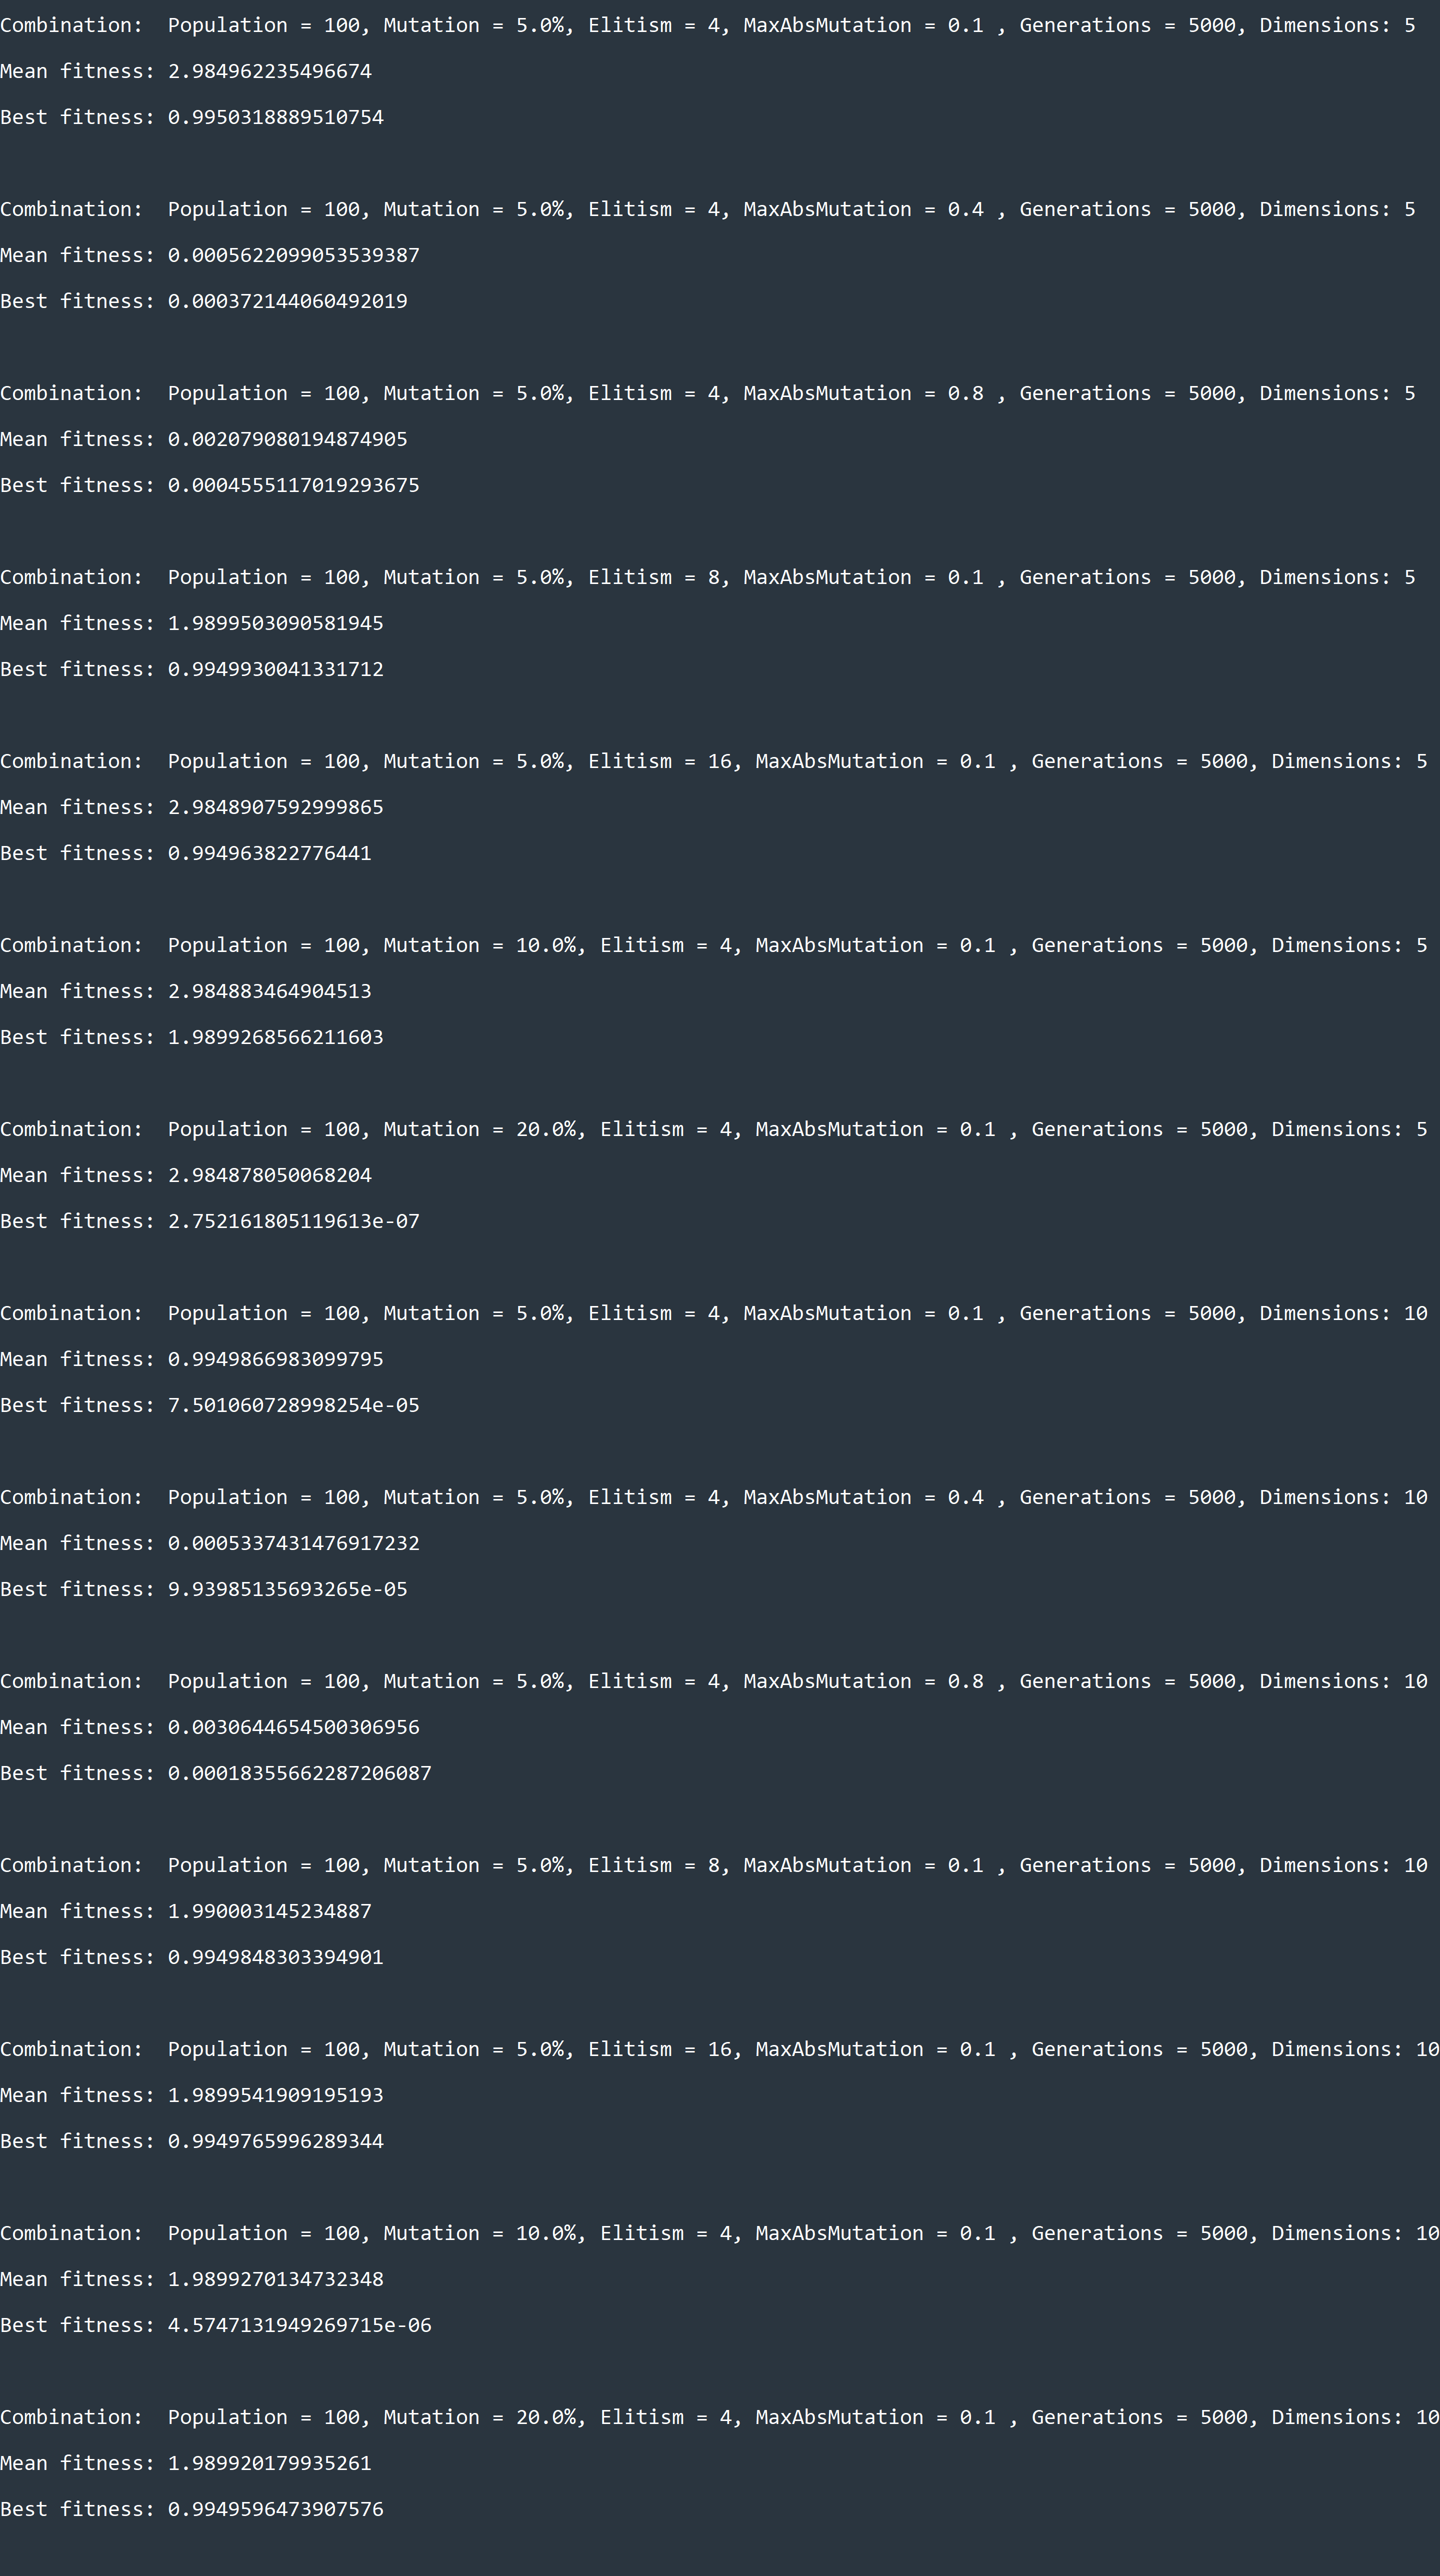 Combination:  Population = 100, Mutation = 5.0%, Elitism = 4, MaxAbsMutation = 0.1 , Generations = 5000, Dimensions: 5
Mean fitness: 2.984962235496674
Best fitness: 0.9950318889510754
Combination:  Population = 100, Mutation = 5.0%, Elitism = 4, MaxAbsMutation = 0.4 , Generations = 5000, Dimensions: 5
Mean fitness: 0.0005622099053539387
Best fitness: 0.000372144060492019
Combination:  Population = 100, Mutation = 5.0%, Elitism = 4, MaxAbsMutation = 0.8 , Generations = 5000, Dimensions: 5
Mean fitness: 0.002079080194874905
Best fitness: 0.0004555117019293675
Combination:  Population = 100, Mutation = 5.0%, Elitism = 8, MaxAbsMutation = 0.1 , Generations = 5000, Dimensions: 5
Mean fitness: 1.9899503090581945
Best fitness: 0.9949930041331712
Combination:  Population = 100, Mutation = 5.0%, Elitism = 16, MaxAbsMutation = 0.1 , Generations = 5000, Dimensions: 5
Mean fitness: 2.9848907592999865
Best fitness: 0.994963822776441
Combination:  Population = 100, Mutation = 10.0%, Elitism = 4, MaxAbsMutation = 0.1 , Generations = 5000, Dimensions: 5
Mean fitness: 2.984883464904513
Best fitness: 1.9899268566211603
Combination:  Population = 100, Mutation = 20.0%, Elitism = 4, MaxAbsMutation = 0.1 , Generations = 5000, Dimensions: 5
Mean fitness: 2.984878050068204
Best fitness: 2.752161805119613e-07
Combination:  Population = 100, Mutation = 5.0%, Elitism = 4, MaxAbsMutation = 0.1 , Generations = 5000, Dimensions: 10
Mean fitness: 0.9949866983099795
Best fitness: 7.501060728998254e-05
Combination:  Population = 100, Mutation = 5.0%, Elitism = 4, MaxAbsMutation = 0.4 , Generations = 5000, Dimensions: 10
Mean fitness: 0.0005337431476917232
Best fitness: 9.93985135693265e-05
Combination:  Population = 100, Mutation = 5.0%, Elitism = 4, MaxAbsMutation = 0.8 , Generations = 5000, Dimensions: 10
Mean fitness: 0.0030644654500306956
Best fitness: 0.00018355662287206087
Combination:  Population = 100, Mutation = 5.0%, Elitism = 8, MaxAbsMutation = 0.1 , Generations = 5000, Dimensions: 10
Mean fitness: 1.990003145234887
Best fitness: 0.9949848303394901
Combination:  Population = 100, Mutation = 5.0%, Elitism = 16, MaxAbsMutation = 0.1 , Generations = 5000, Dimensions: 10
Mean fitness: 1.9899541909195193
Best fitness: 0.9949765996289344
Combination:  Population = 100, Mutation = 10.0%, Elitism = 4, MaxAbsMutation = 0.1 , Generations = 5000, Dimensions: 10
Mean fitness: 1.9899270134732348
Best fitness: 4.5747131949269715e-06
Combination:  Population = 100, Mutation = 20.0%, Elitism = 4, MaxAbsMutation = 0.1 , Generations = 5000, Dimensions: 10
Mean fitness: 1.989920179935261
Best fitness: 0.9949596473907576